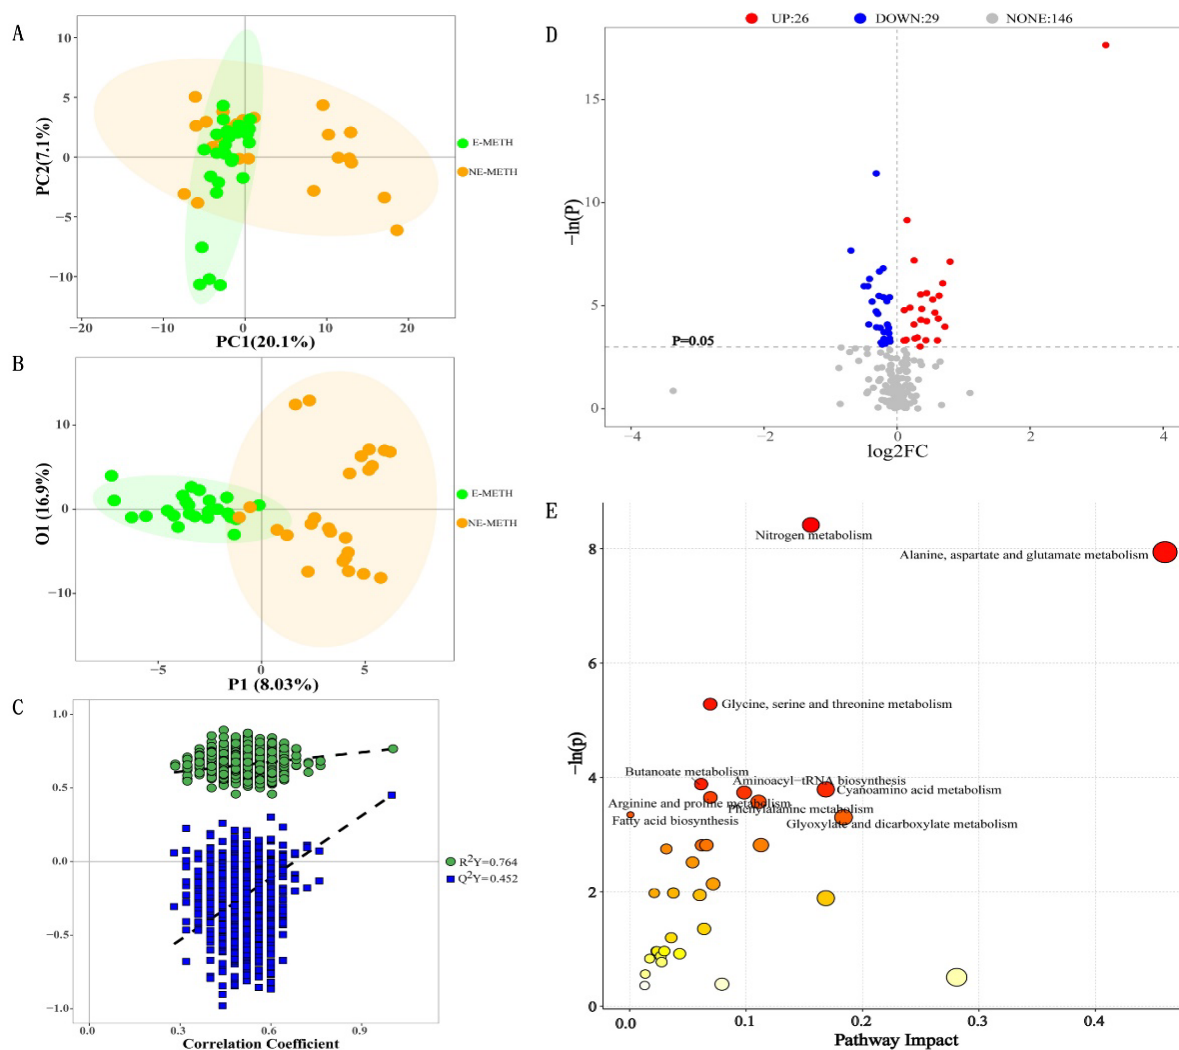 A
10
5
0
−5
−10
−20
−10
0
10
20
PC2(7.1%)
PC1(20.1%)
E-METH
NE-METH
B
10
0
−10
−5
0
5
O1 (16.9%)
P1 (8.03%)
E-METH
NE-METH
C
1.0
0.5
0.0
−0.5
−1.0
0.0
0.3
0.6
0.9
Correlation Coefficient
R²Y=0.764
Q²Y=0.452
D
UP:26
DOWN:29
NONE:146
15
10
5
0
−ln(P)
P=0.05
−4
−2
0
2
4
log2FC
E
8
6
4
2
0
−ln(p)
Nitrogen metabolism
Alanine, aspartate and glutamate metabolism
Glycine, serine and threonine metabolism
Butanoate metabolism
Aminoacyl−tRNA biosynthesis
Cyanoamino acid metabolism
Arginine and proline metabolism
Phenylalanine metabolism
Fatty acid biosynthesis
Glyoxylate and dicarboxylate metabolism
0.0
0.1
0.2
0.3
0.4
Pathway Impact